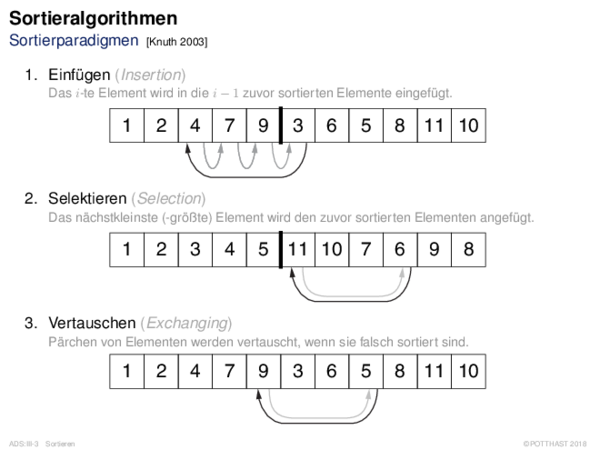 Sortieralgorithmen
Sortierparadigmen [Knuth 2003]
1. Einfügen (Insertion)
Das i-te Element wird in die i − 1 zuvor sortierten Elemente eingefügt.
1 2 4 7 9 3 6 5 8 11 10
2. Selektieren (Selection)
Das nächstkleinste (-größte) Element wird den zuvor sortierten Elementen angefügt.
1 2 3 4 5 11 10 7 6 9 8
3. Vertauschen (Exchanging)
Pärchen von Elementen werden vertauscht, wenn sie falsch sortiert sind.
1 2 4 7 9 3 6 5 8 11 10
ADS:III-3 Sortieren ©POTTHAST 2018